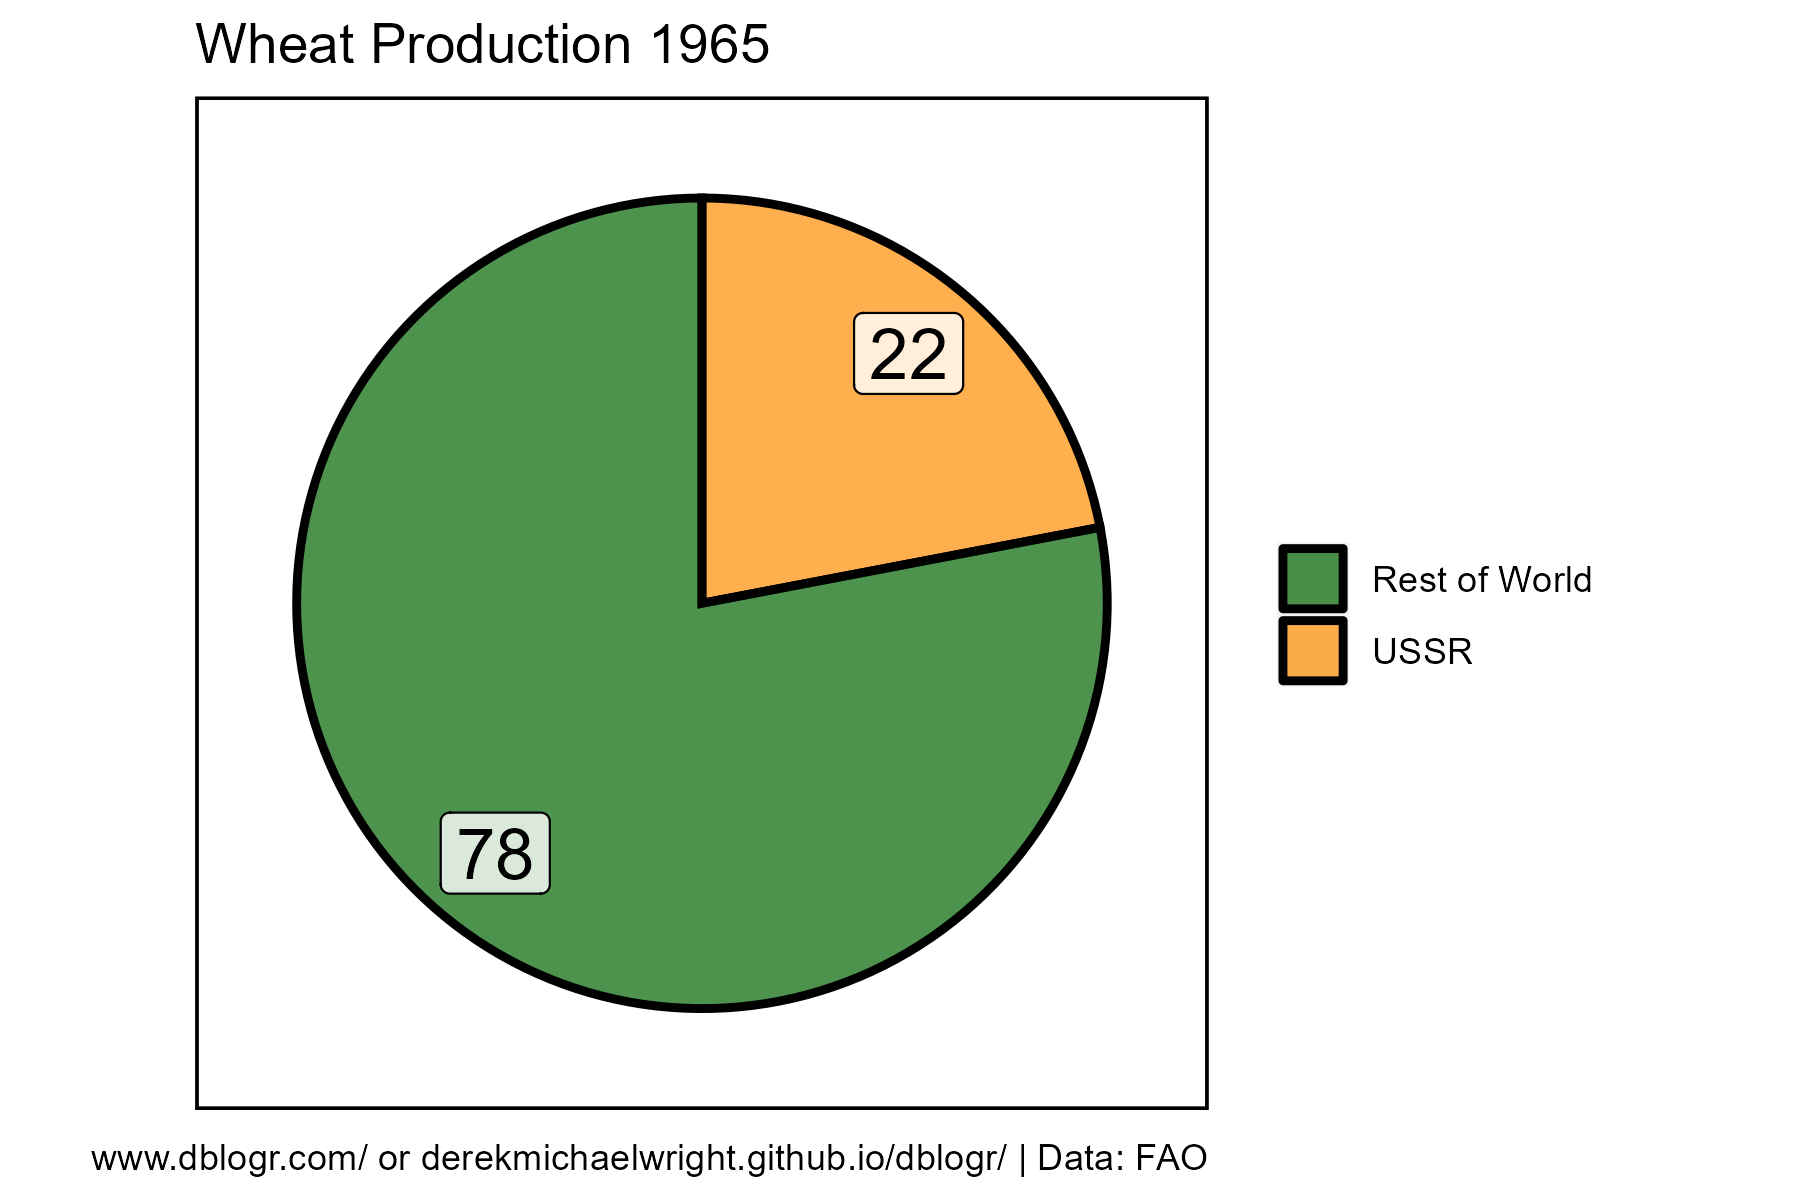 Wheat Production 1965
22
78
Rest of World
USSR
www.dblogr.com/ or derekmichaelwright.github.io/dblogr/ | Data: FAO